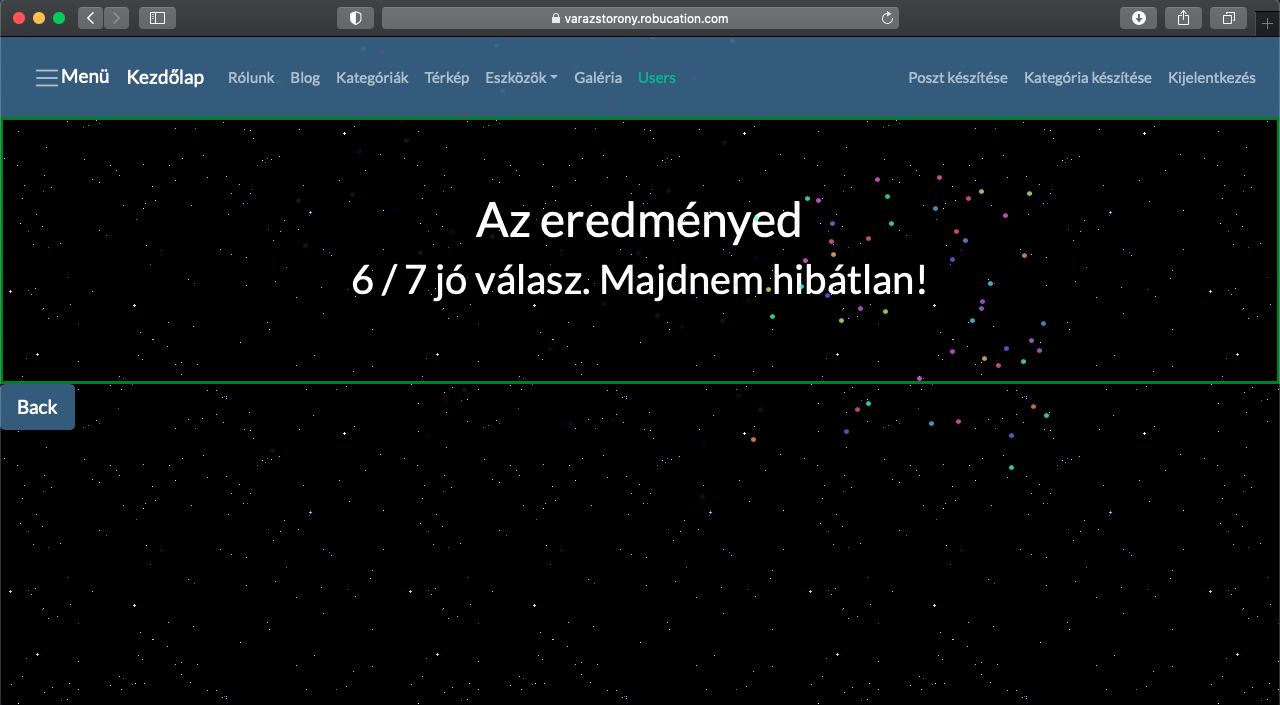 varazstorony.robucation.com
Menü Kezdőlap Rólunk Blog Kategóriák Térkép Eszközök Galéria Users Poszt készítése Kategória készítése Kijelentkezés
Az eredményed
6 / 7 jó válasz. Majdnem hibátlan!
Back